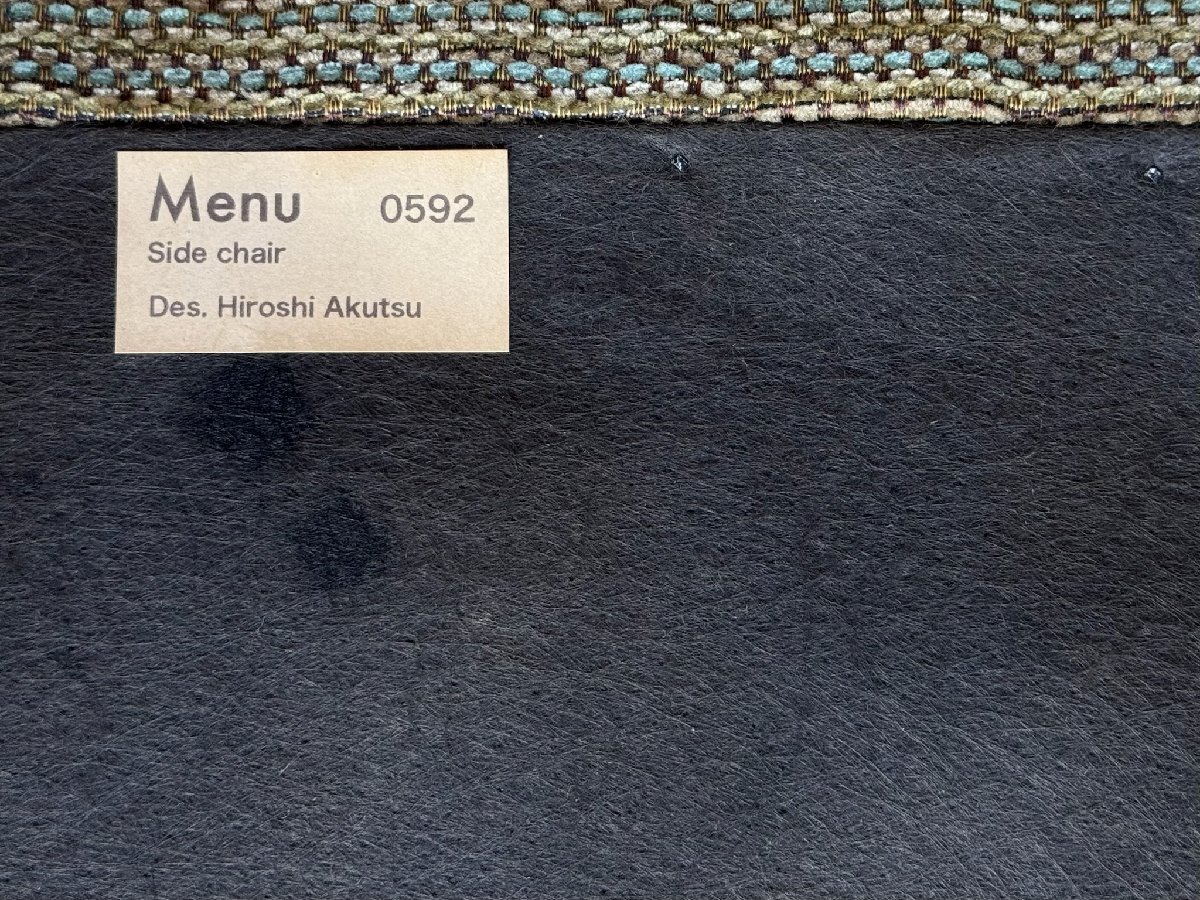 Menu 0592
Side chair
Des. Hiroshi Akutsu